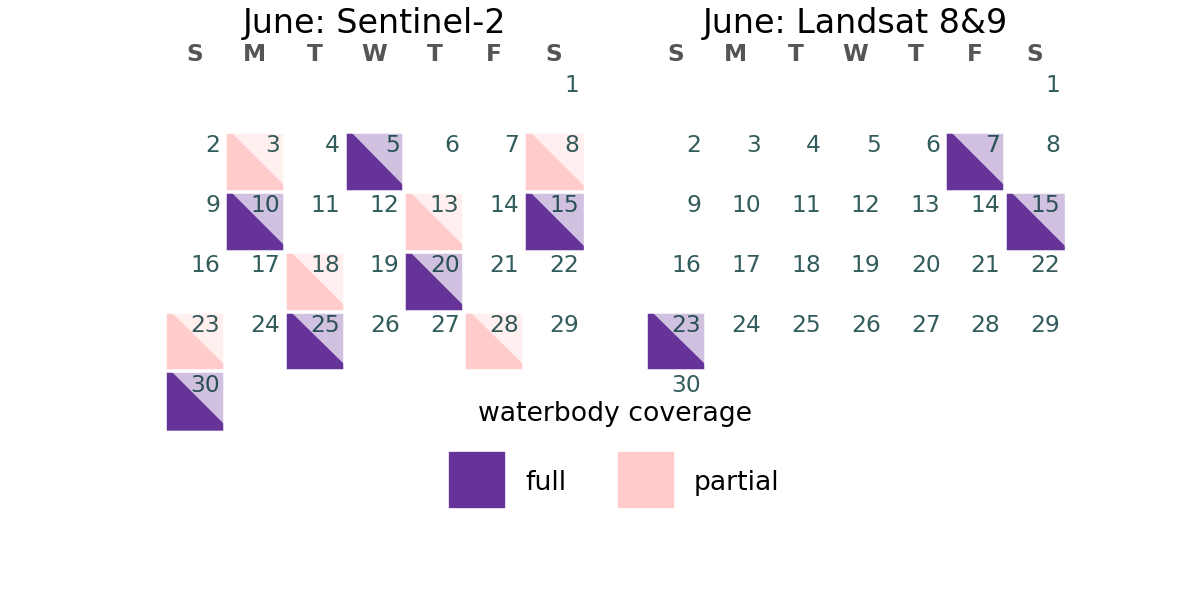 June: Sentinel-2
S M T W T F S
1
2 3 4 5 6 7 8
9 10 11 12 13 14 15
16 17 18 19 20 21 22
23 24 25 26 27 28 29
30
June: Landsat 8&9
S M T W T F S
1
2 3 4 5 6 7 8
9 10 11 12 13 14 15
16 17 18 19 20 21 22
23 24 25 26 27 28 29
30
waterbody coverage
full partial